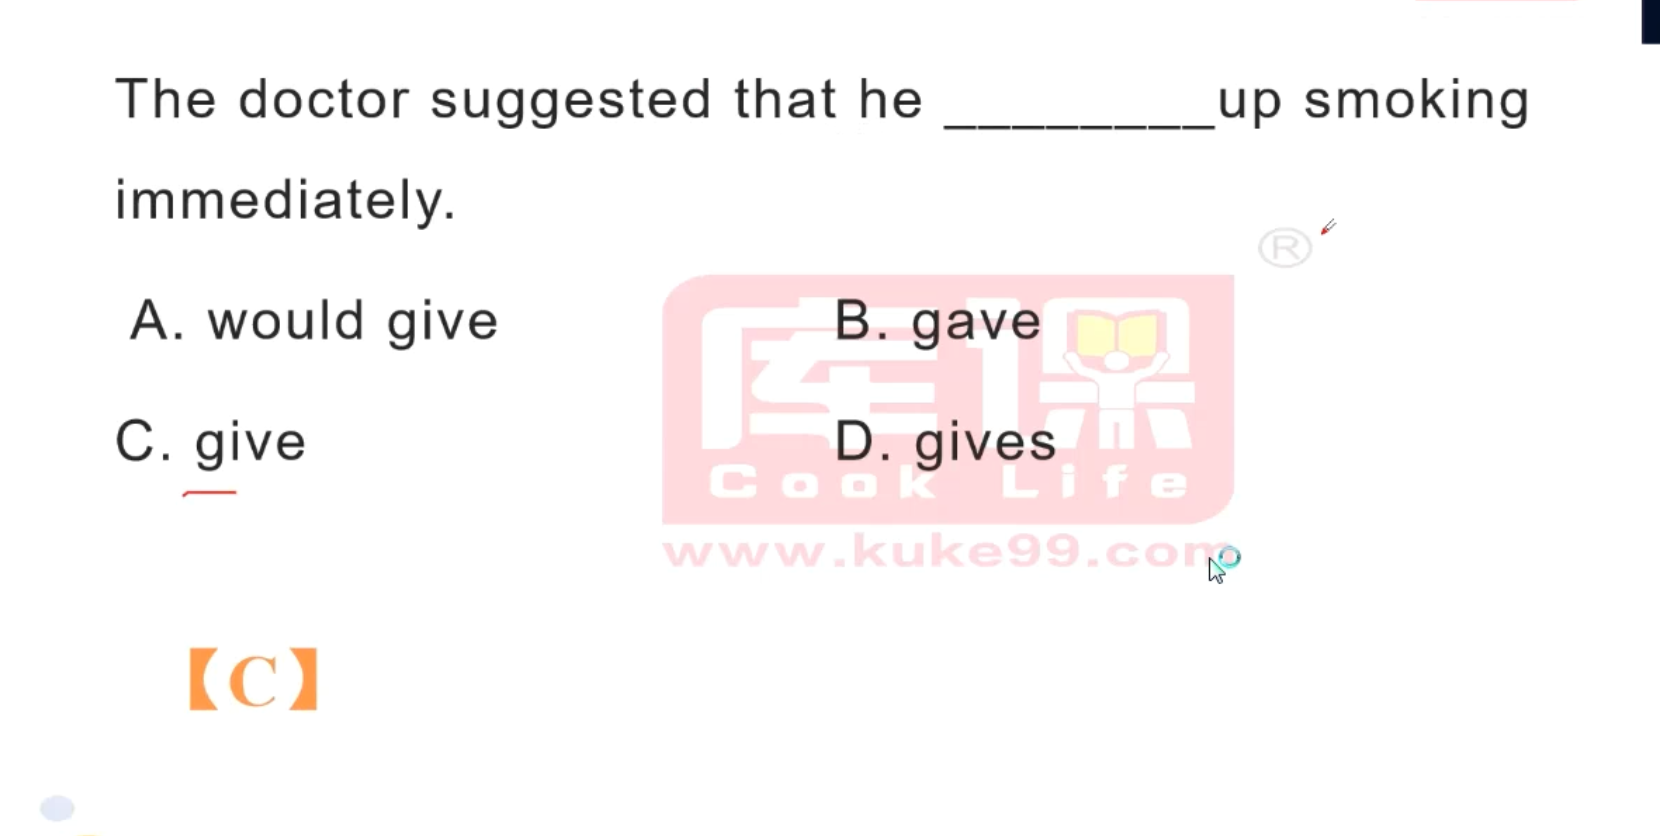 The doctor suggested that he ________up smoking
immediately.
®
A. would give B. gave
C. give D. gives
库课
Cook Life
www.kuke99.com
【C】